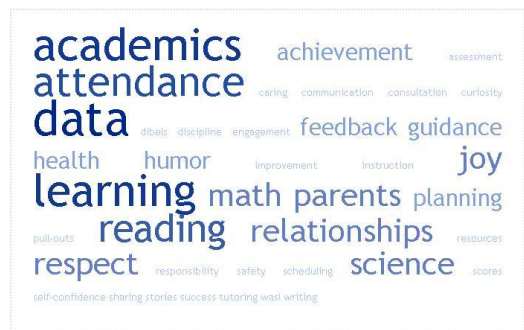 academics achievement assessment
attendance caring communication consultation curiosity
data dibels discipline engagement feedback guidance
health humor improvement instruction joy
learning math parents planning
pull-outs reading relationships resources
respect responsibility safety scheduling science scores
self-confidence sharing stories success tutoring wasl writing